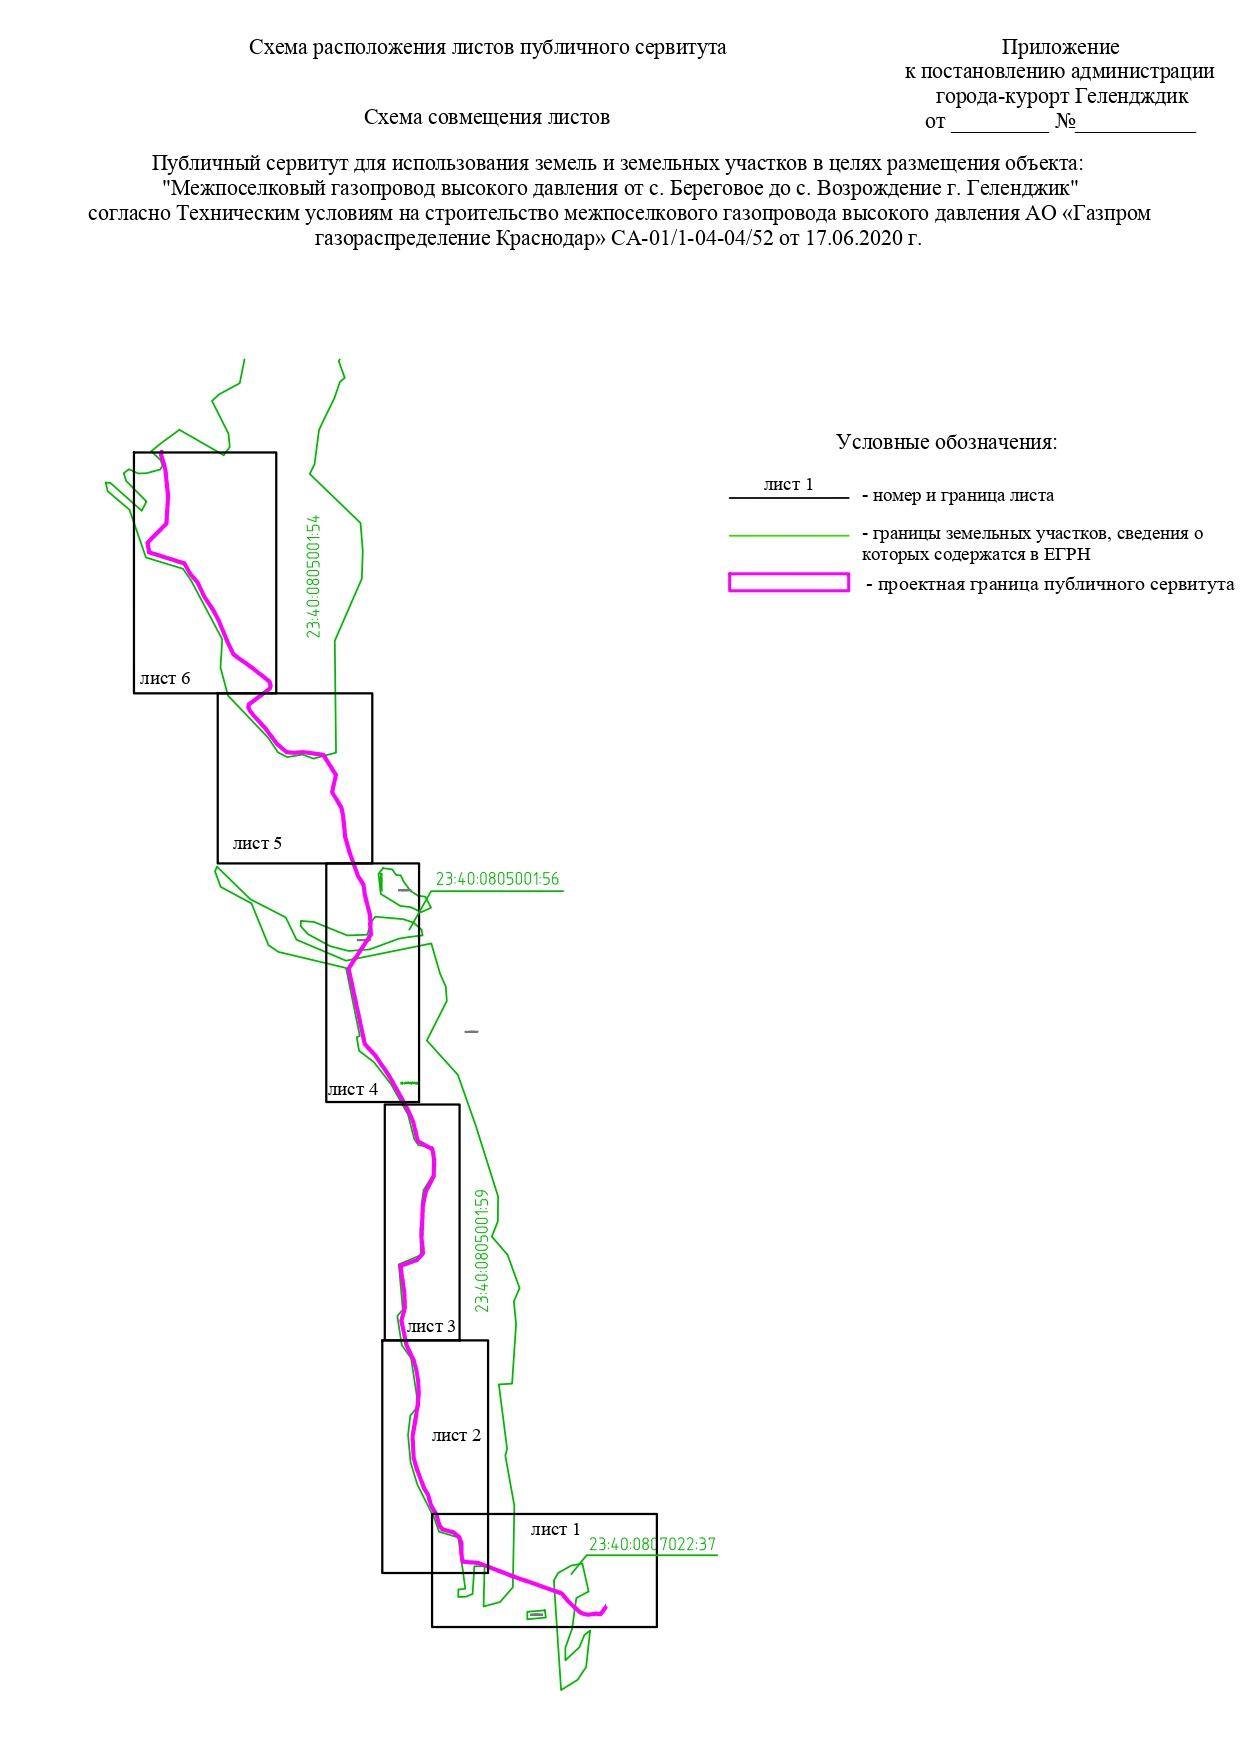 Схема расположения листов публичного сервитута
Приложение
к постановлению администрации
города-курорт Гелендждик
от _________ №___________
Схема совмещения листов
Публичный сервитут для использования земель и земельных участков в целях размещения объекта:
"Межпоселковый газопровод высокого давления от с. Береговое до с. Возрождение г. Геленджик"
согласно Техническим условиям на строительство межпоселкового газопровода высокого давления АО «Газпром
газораспределение Краснодар» СА-01/1-04-04/52 от 17.06.2020 г.
Условные обозначения:
лист 1
- номер и граница листа
- границы земельных участков, сведения о
которых содержатся в ЕГРН
- проектная граница публичного сервитута
23:40:0805001:54
лист 6
лист 5
23:40:0805001:56
лист 4
23:40:0805001:59
лист 3
лист 2
лист 1
23:40:0807022:37